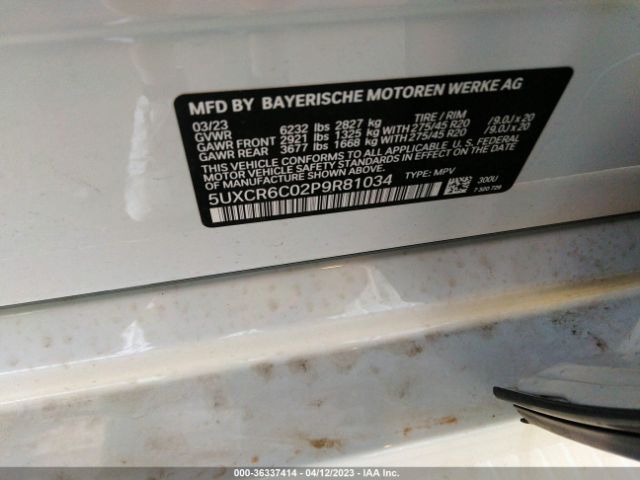 MFD BY BAYERISCHE MOTOREN WERKE AG
03/23 TIRE / RIM
GVWR 6232 lbs 2827 kg
GAWR FRONT 2921 lbs 1325 kg WITH 275/45 R20 /9.0J x 20
GAWR REAR 3677 lbs 1668 kg WITH 275/45 R20 /9.0J x 20
THIS VEHICLE CONFORMS TO ALL APPLICABLE U.S. FEDERAL
MOTOR VEHICLE SAFETY STANDARDS IN EFFECT ON THE DATE
OF MANUFACTURE SHOWN ABOVE.
5UXCR6C02P9R81034 TYPE: MPV
300U
7 320 729
000-36337414 - 04/12/2023 - IAA Inc.